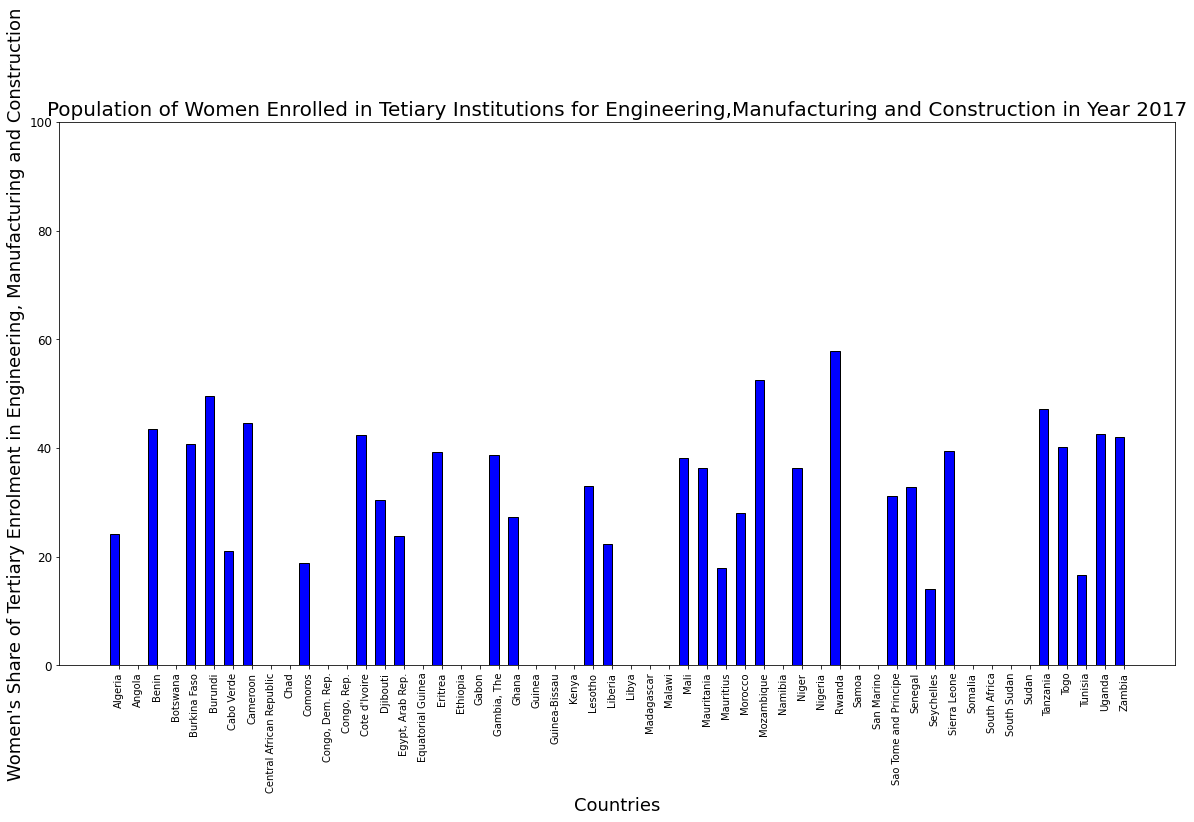 Population of Women Enrolled in Tetiary Institutions for Engineering,Manufacturing and Construction in Year 2017
Women's Share of Tertiary Enrolment in Engineering, Manufacturing and Construction
100
80
60
40
20
0
Algeria
Angola
Benin
Botswana
Burkina Faso
Burundi
Cabo Verde
Cameroon
Central African Republic
Chad
Comoros
Congo, Dem. Rep.
Congo, Rep.
Cote d'Ivoire
Djibouti
Egypt, Arab Rep.
Equatorial Guinea
Eritrea
Ethiopia
Gabon
Gambia, The
Ghana
Guinea
Guinea-Bissau
Kenya
Lesotho
Liberia
Libya
Madagascar
Malawi
Mali
Mauritania
Mauritius
Morocco
Mozambique
Namibia
Niger
Nigeria
Rwanda
Samoa
San Marino
Sao Tome and Principe
Senegal
Seychelles
Sierra Leone
Somalia
South Africa
South Sudan
Sudan
Tanzania
Togo
Tunisia
Uganda
Zambia
Countries